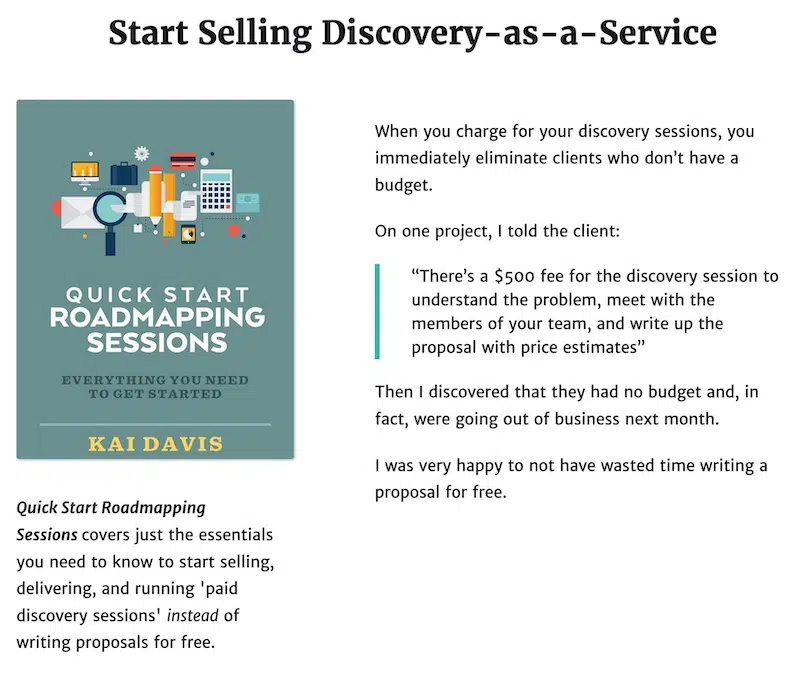 Start Selling Discovery-as-a-Service
QUICK START
ROADMAPPING
SESSIONS
EVERYTHING YOU NEED
TO GET STARTED
KAI DAVIS
Quick Start Roadmapping
Sessions covers just the essentials
you need to know to start selling,
delivering, and running 'paid
discovery sessions' instead of
writing proposals for free.
When you charge for your discovery sessions, you
immediately eliminate clients who don’t have a
budget.
On one project, I told the client:
“There’s a $500 fee for the discovery session to
understand the problem, meet with the
members of your team, and write up the
proposal with price estimates”
Then I discovered that they had no budget and, in
fact, were going out of business next month.
I was very happy to not have wasted time writing a
proposal for free.